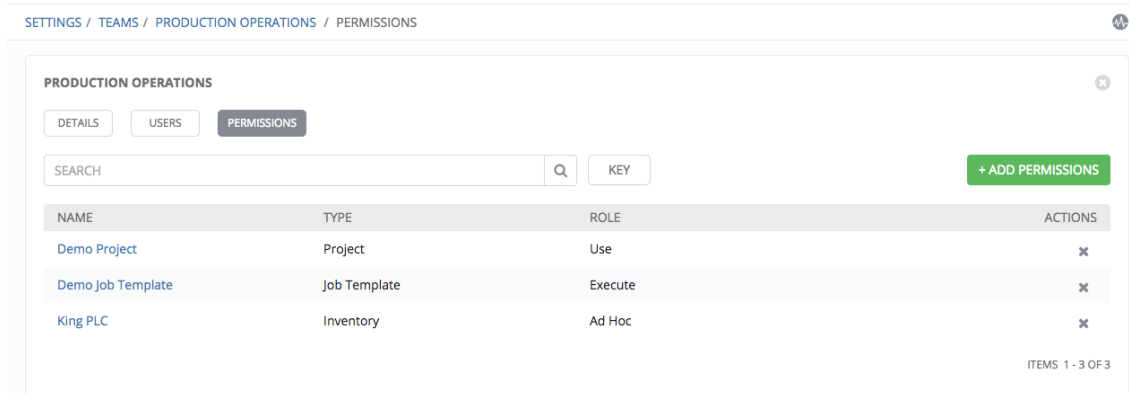 SETTINGS / TEAMS / PRODUCTION OPERATIONS / PERMISSIONS
PRODUCTION OPERATIONS
DETAILS USERS PERMISSIONS
SEARCH KEY + ADD PERMISSIONS
NAME TYPE ROLE ACTIONS
Demo Project Project Use
Demo Job Template Job Template Execute
King PLC Inventory Ad Hoc
ITEMS 1 - 3 OF 3